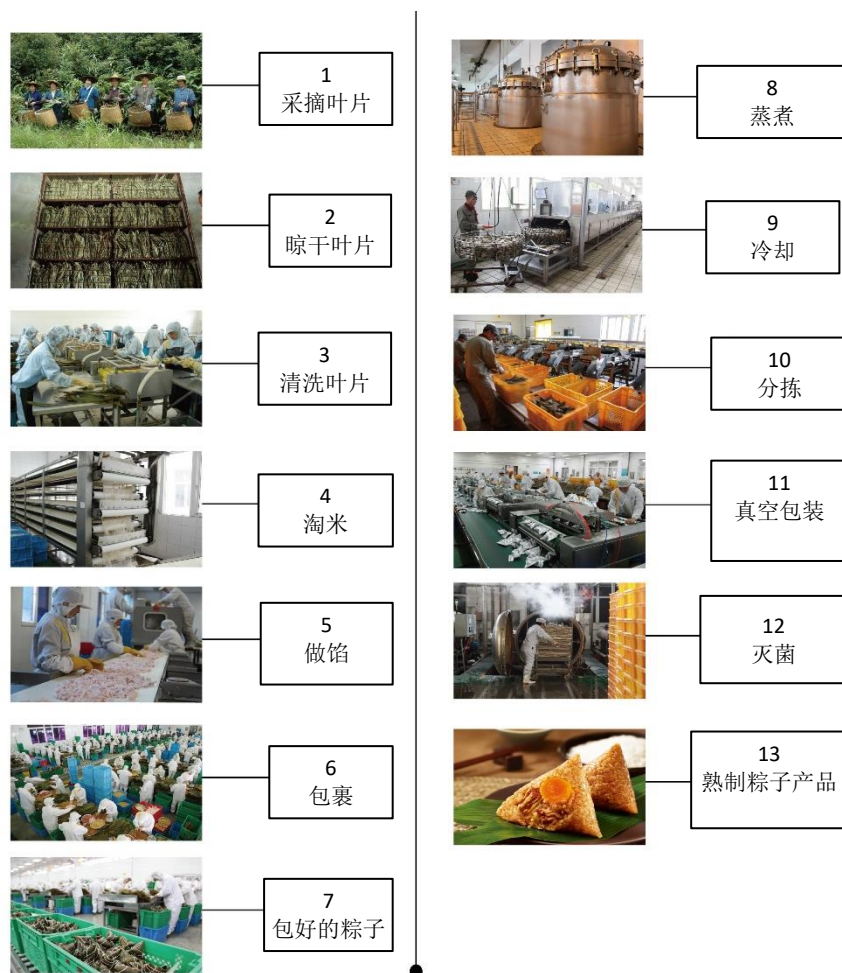 1
采摘叶片
2
晾干叶片
3
清洗叶片
4
淘米
5
做馅
6
包裹
7
包好的粽子
8
蒸煮
9
冷却
10
分拣
11
真空包装
12
灭菌
13
熟制粽子产品